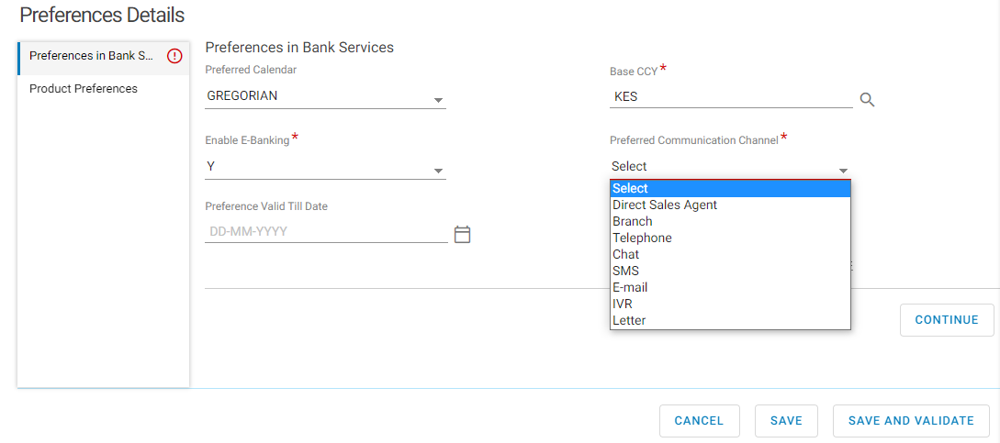 Preferences Details
Preferences in Bank S...
Product Preferences
Preferences in Bank Services
Preferred Calendar
GREGORIAN
Base CCY*
KES
Enable E-Banking*
Y
Preferred Communication Channel*
Select
Select
Direct Sales Agent
Branch
Telephone
Chat
SMS
E-mail
IVR
Letter
Preference Valid Till Date
DD-MM-YYYY
CONTINUE
CANCEL
SAVE
SAVE AND VALIDATE